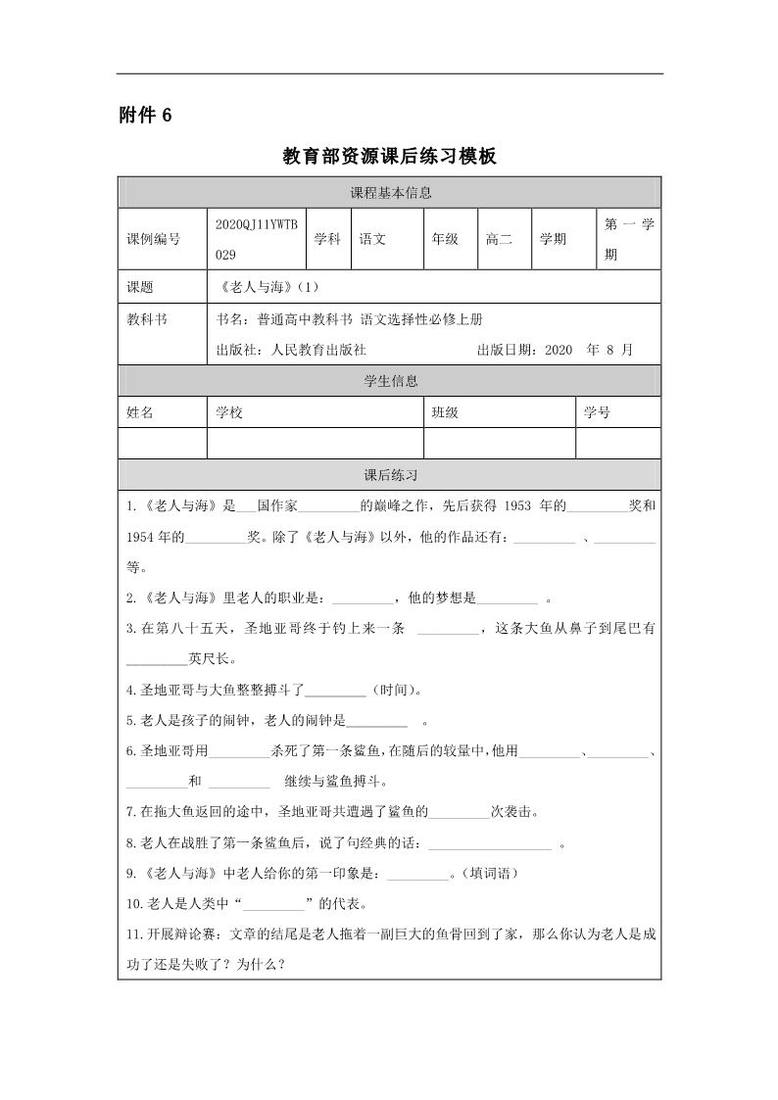 附件 6
教育部资源课后练习模板
课程基本信息
课例编号 2020QJ11YWTB029 学科 语文 年级 高二 学期 第一学期
课题 《老人与海》（1）
教科书 书名：普通高中教科书 语文选择性必修上册
出版社：人民教育出版社 出版日期：2020 年 8 月
学生信息
姓名 学校 班级 学号
课后练习
1.《老人与海》是___国作家_________的巅峰之作，先后获得 1953 年的_________奖和
1954 年的_________奖。除了《老人与海》以外，他的作品还有：_________ 、_________
等。
2.《老人与海》里老人的职业是：_________，他的梦想是_________ 。
3.在第八十五天，圣地亚哥终于钓上来一条 _________，这条大鱼从鼻子到尾巴有
_________英尺长。
4.圣地亚哥与大鱼整整搏斗了_________（时间）。
5.老人是孩子的闹钟，老人的闹钟是_________ 。
6.圣地亚哥用_________杀死了第一条鲨鱼,在随后的较量中,他用_________、_________、
_________和 _________ 继续与鲨鱼搏斗。
7.在拖大鱼返回的途中，圣地亚哥共遭遇了鲨鱼的_________次袭击。
8.老人在战胜了第一条鲨鱼后，说了句经典的话：__________________ 。
9.《老人与海》中老人给你的第一印象是：_________。（填词语）
10.老人是人类中“_________”的代表。
11.开展辩论赛：文章的结尾是老人拖着一副巨大的鱼骨回到了家，那么你认为老人是成
功了还是失败了？为什么？